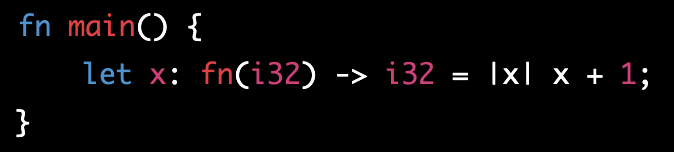 fn main() {
    let x: fn(i32) -> i32 = |x| x + 1;
}